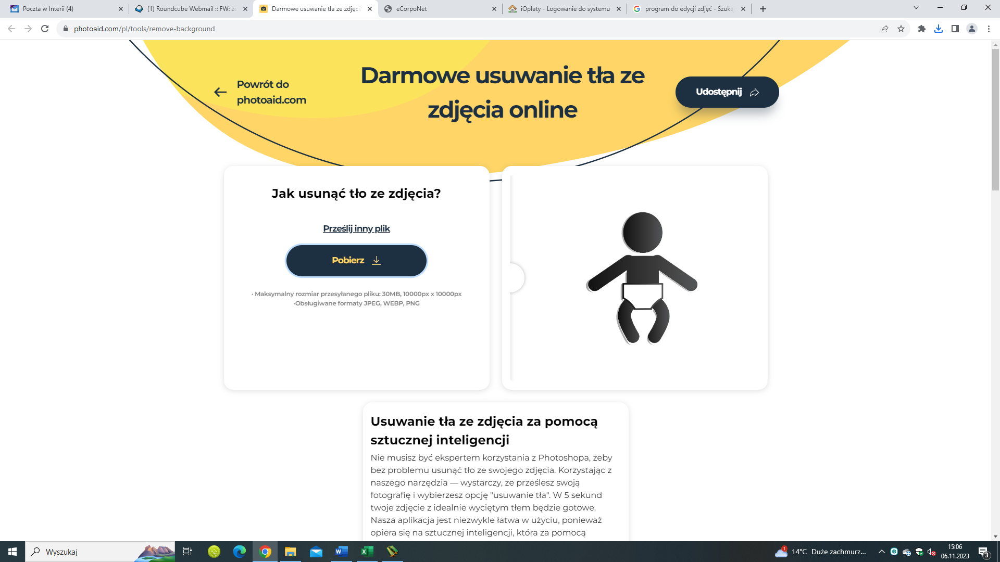 Poczta w Interii (4)
(1) Roundcube Webmail :: FW: zd
Darmowe usuwanie tła ze zdjęci
eCorpoNet
iOpłaty - Logowanie do systemu
program do edycji zdjęć - Szuka
photoaid.com/pl/tools/remove-background
Powrót do
photoaid.com
Darmowe usuwanie tła ze
zdjęcia online
Udostępnij
Jak usunąć tło ze zdjęcia?
Prześlij inny plik
Pobierz
• Maksymalny rozmiar przesyłanego pliku: 30MB, 10000px x 10000px
•Obsługiwane formaty JPEG, WEBP, PNG
Usuwanie tła ze zdjęcia za pomocą
sztucznej inteligencji
Nie musisz być ekspertem korzystania z Photoshopa, żeby
bez problemu usunąć tło ze swojego zdjęcia. Korzystając z
naszego narzędzia — wystarczy, że prześlesz swoją
fotografię i wybierzesz opcję "usuwanie tła". W 5 sekund
twoje zdjęcie z idealnie wyciętym tłem będzie gotowe.
Nasza aplikacja jest niezwykle łatwa w użyciu, ponieważ
opiera się na sztucznej inteligencji, która za pomocą
Wyszukaj
1
14°C Duże zachmurz...
15:06
06.11.2023
3